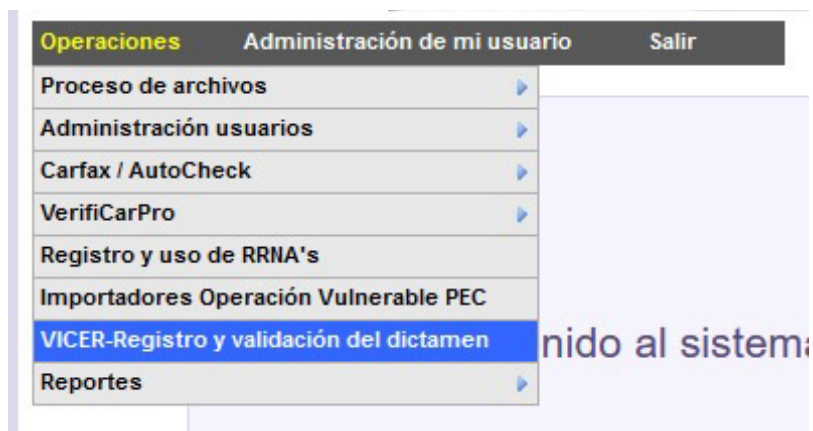 Operaciones Administración de mi usuario Salir
Proceso de archivos
Administración usuarios
Carfax / AutoCheck
VerifiCarPro
Registro y uso de RRNA's
Importadores Operación Vulnerable PEC
VICER-Registro y validación del dictamen
nido al sistema
Reportes